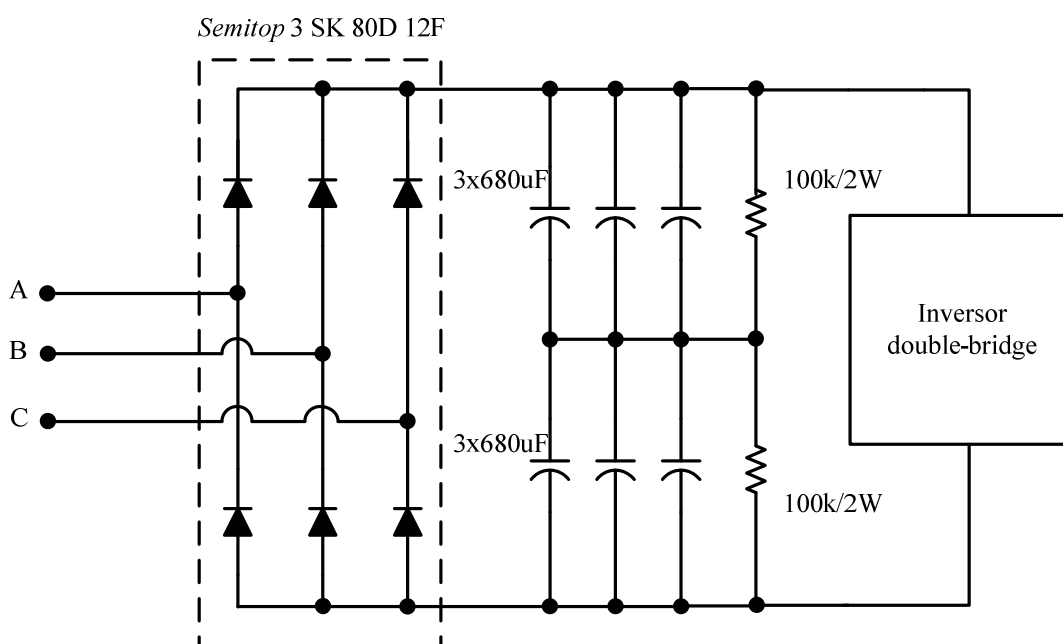 Semitop 3 SK 80D 12F
3x680uF
100k/2W
A
B
C
Inversor
double-bridge
3x680uF
100k/2W